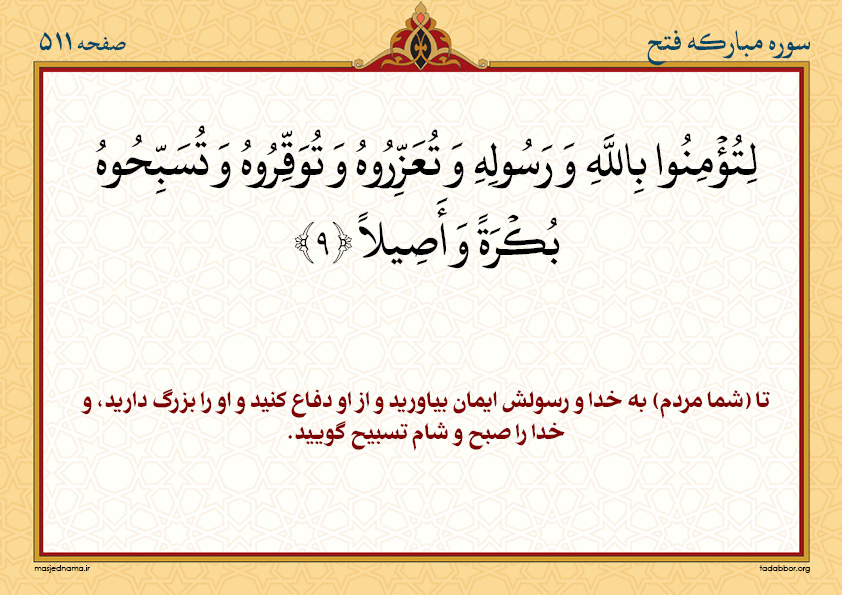 سوره مبارکه فتح
صفحه ۵۱۱
لِتُؤْمِنُوا بِاللَّهِ وَ رَسُولِهِ وَ تُعَزِّرُوهُ وَ تُوَقِّرُوهُ وَ تُسَبِّحُوهُ
بُكْرَةً وَ أَصِيلاً ﴿۹﴾
تا (شما مردم) به خدا و رسولش ایمان بیاورید و از او دفاع کنید و او را بزرگ دارید، و
خدا را صبح و شام تسبیح گویید.
masjednama.ir
tadabbor.org